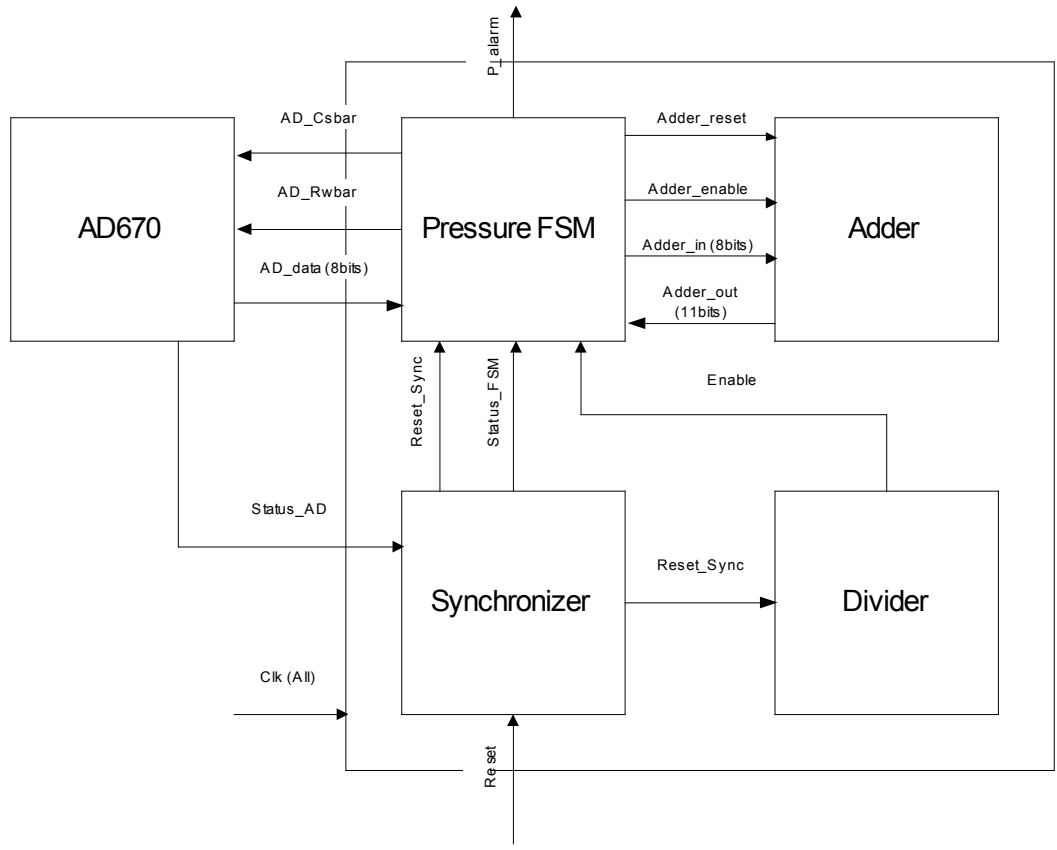 P_alarm
AD_Csbar
Adder_reset
AD_Rwbar
Adder_enable
AD670
Pressure FSM
Adder
Adder_in (8bits)
AD_data (8bits)
Adder_out
(11bits)
Reset_Sync
Status_FSM
Enable
Status_AD
Reset_Sync
Synchronizer
Divider
Clk (All)
Reset